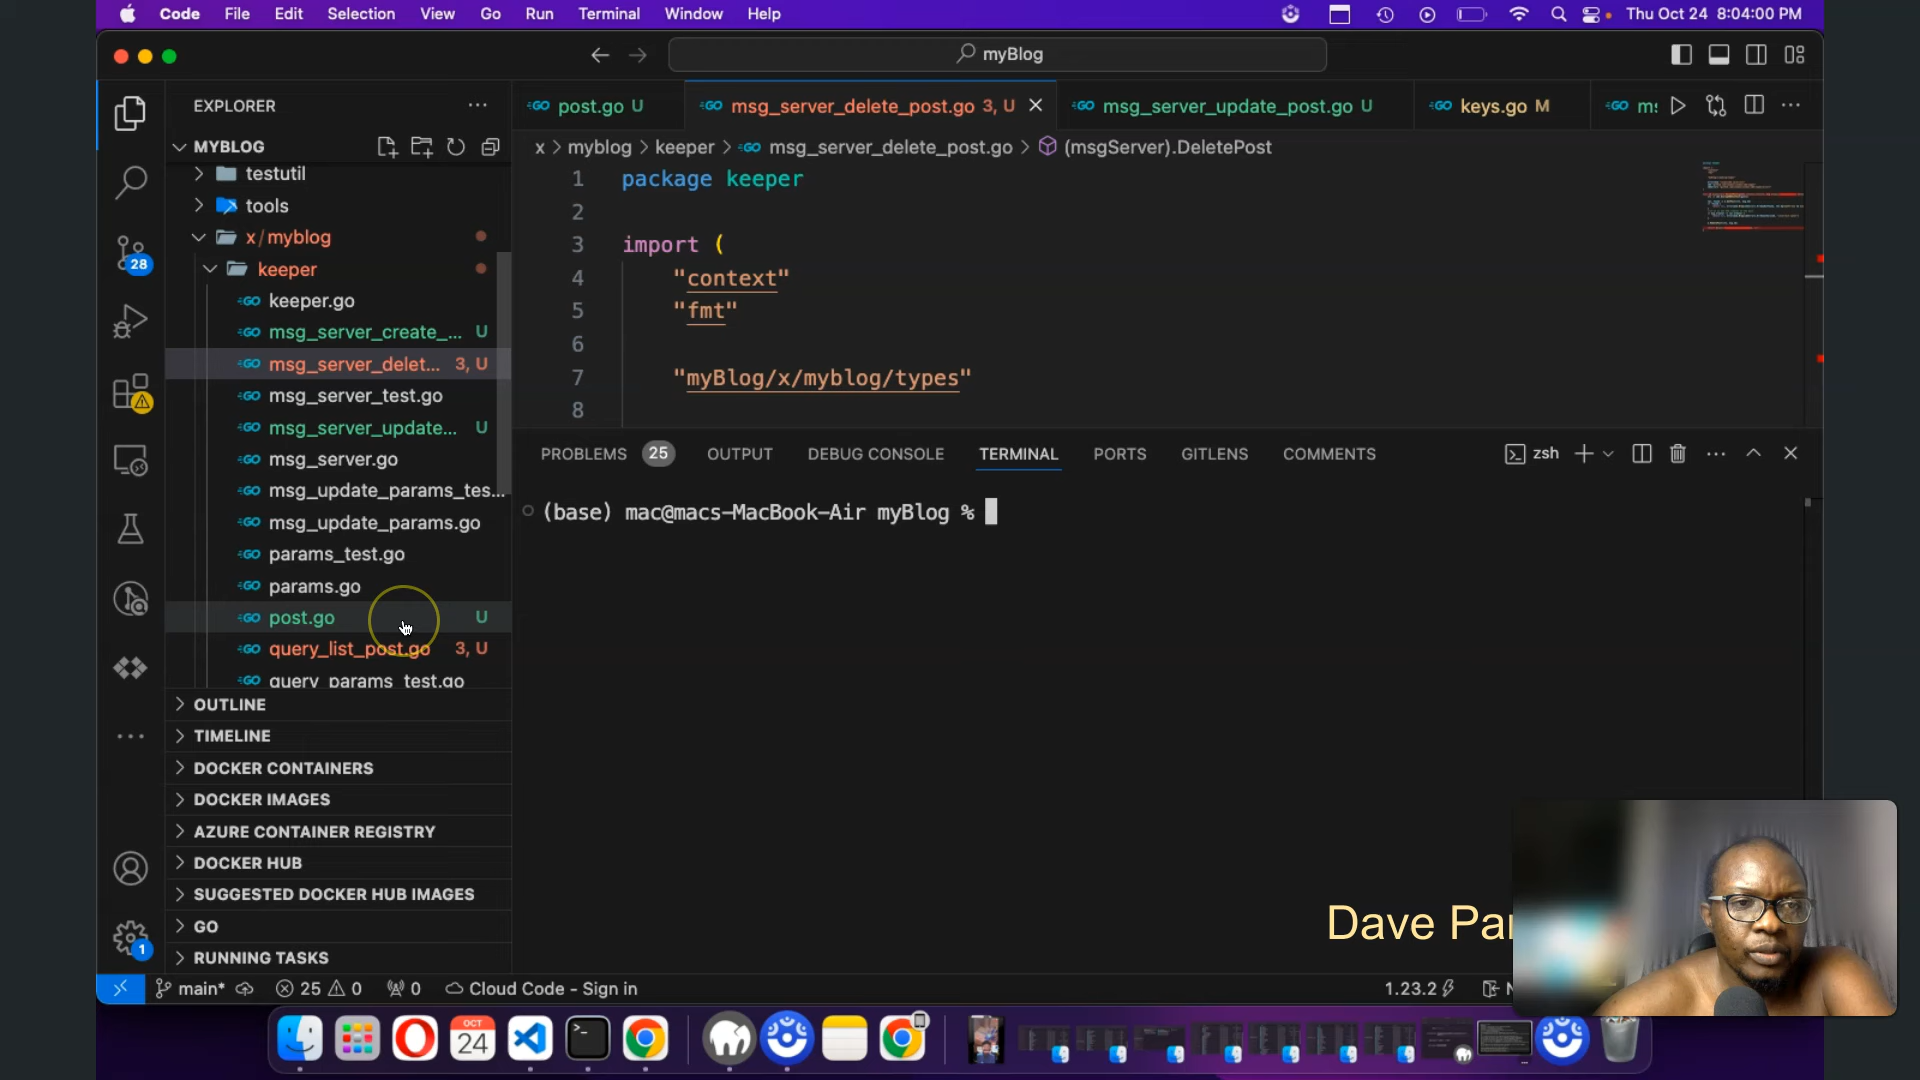 Code File Edit Selection View Go Run Terminal Window Help Thu Oct 24 8:04:00 PM
myBlog
EXPLORER
post.go U msg_server_delete_post.go 3, U msg_server_update_post.go U keys.go M
MYBLOG
x > myblog > keeper > msg_server_delete_post.go > (msgServer).DeletePost
testutil
tools
x / myblog
keeper
keeper.go
msg_server_create_... U
msg_server_delet... 3, U
msg_server_test.go
msg_server_update... U
msg_server.go
msg_update_params_tes...
msg_update_params.go
params_test.go
params.go
post.go U
query_list_post.go 3, U
query_params_test.go
28
1 package keeper
2
3 import (
4 "context"
5 "fmt"
6
7 "myBlog/x/myblog/types"
8
PROBLEMS 25 OUTPUT DEBUG CONSOLE TERMINAL PORTS GITLENS COMMENTS zsh
(base) mac@macs-MacBook-Air myBlog %
OUTLINE
TIMELINE
DOCKER CONTAINERS
DOCKER IMAGES
AZURE CONTAINER REGISTRY
DOCKER HUB
SUGGESTED DOCKER HUB IMAGES
GO
RUNNING TASKS
1
Dave
main* 25 0 0 Cloud Code - Sign in 1.23.2
OCT
24